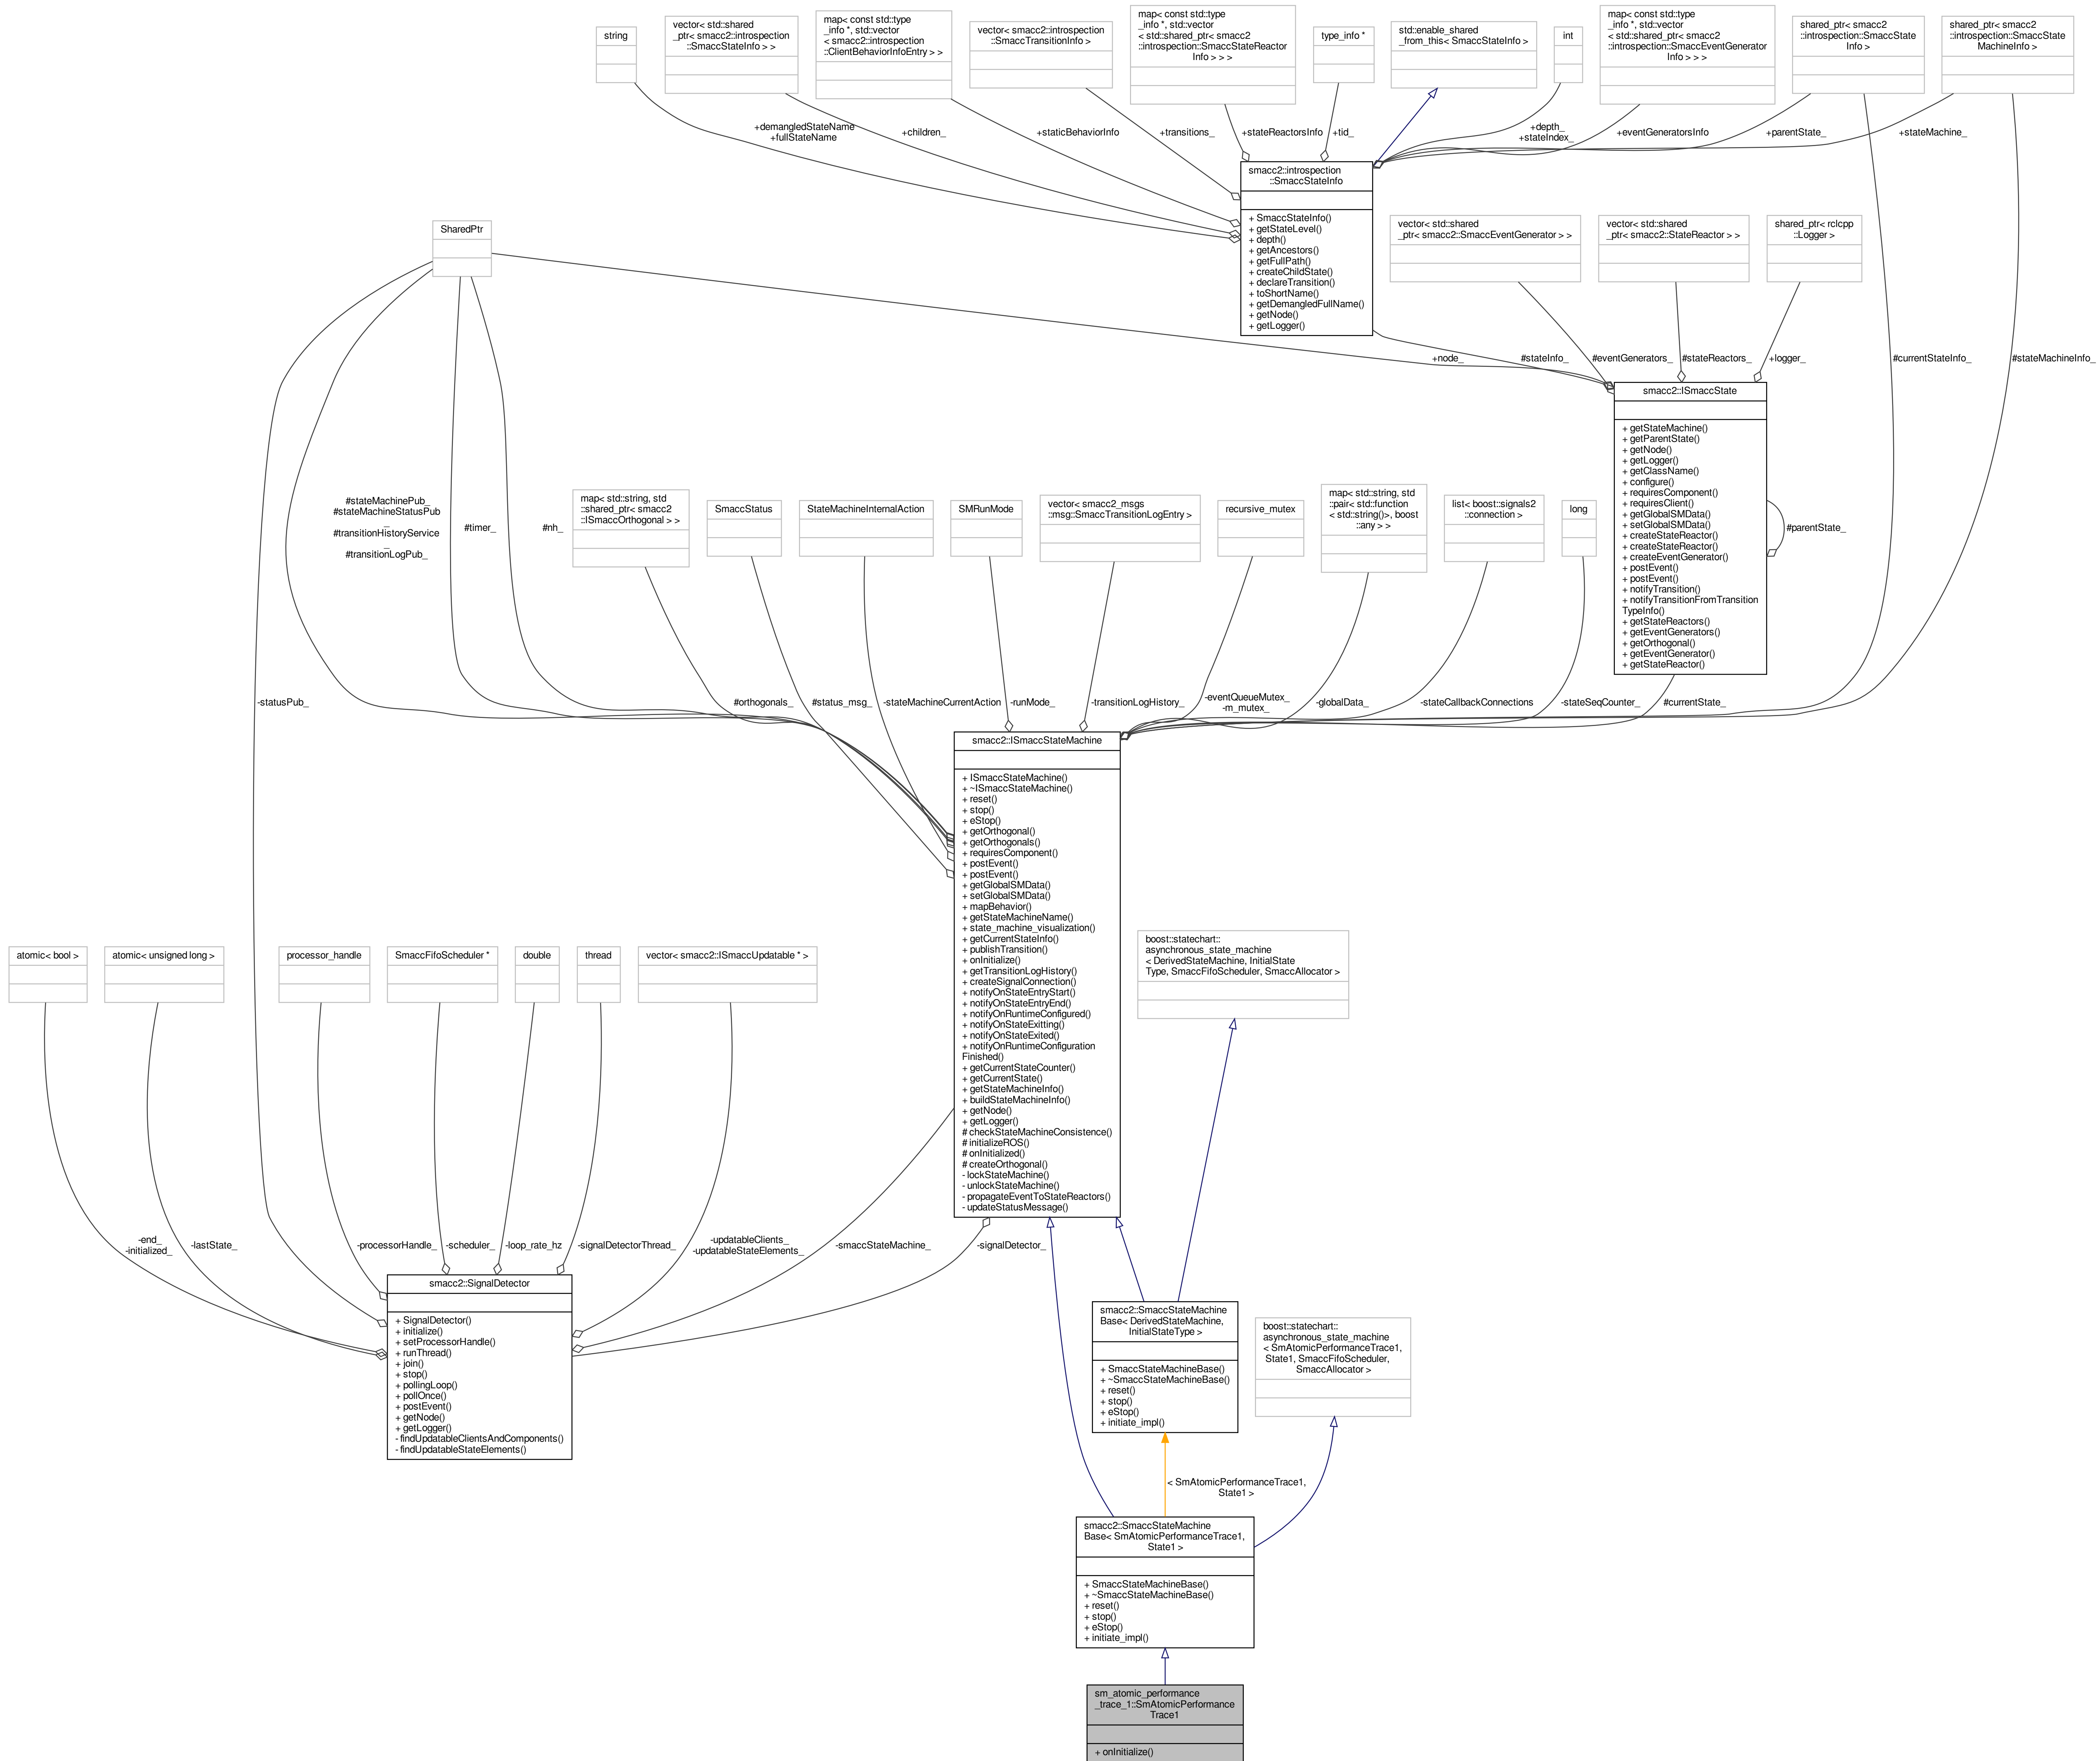 string
vector< std::shared
_ptr< smacc2::introspection
::SmaccStateInfo > >
map< const std::type
_info *, std::vector
< smacc2::introspection
::ClientBehaviorInfoEntry > >
vector< smacc2::introspection
::SmaccTransitionInfo >
map< const std::type
_info *, std::vector
< std::shared_ptr< smacc2
::introspection::SmaccStateReactor
Info > > >
type_info *
std::enable_shared
_from_this< SmaccStateInfo >
int
map< const std::type
_info *, std::vector
< std::shared_ptr< smacc2
::introspection::SmaccEventGenerator
Info > > >
shared_ptr< smacc2
::introspection::SmaccState
Info >
shared_ptr< smacc2
::introspection::SmaccState
MachineInfo >
+demangledStateName
+fullStateName
+children_
+staticBehaviorInfo
+transitions_
+stateReactorsInfo
+tid_
+depth_
+stateIndex_
+eventGeneratorsInfo
+parentState_
+stateMachine_
smacc2::introspection
::SmaccStateInfo
+ SmaccStateInfo()
+ getStateLevel()
+ depth()
+ getAncestors()
+ getFullPath()
+ createChildState()
+ declareTransition()
+ toShortName()
+ getDemangledFullName()
+ getNode()
+ getLogger()
SharedPtr
vector< std::shared
_ptr< smacc2::SmaccEventGenerator > >
vector< std::shared
_ptr< smacc2::StateReactor > >
shared_ptr< rclcpp
::Logger >
+node_
#stateInfo_
#eventGenerators_
#stateReactors_
+logger_
#currentStateInfo_
#stateMachineInfo_
smacc2::ISmaccState
+ getStateMachine()
+ getParentState()
+ getNode()
+ getLogger()
+ getClassName()
+ configure()
+ requiresComponent()
+ requiresClient()
+ getGlobalSMData()
+ setGlobalSMData()
+ createStateReactor()
+ createStateReactor()
+ createEventGenerator()
+ postEvent()
+ postEvent()
+ notifyTransition()
+ notifyTransitionFromTransition
TypeInfo()
+ getStateReactors()
+ getEventGenerators()
+ getOrthogonal()
+ getEventGenerator()
+ getStateReactor()
#parentState_
#stateMachinePub_
#stateMachineStatusPub
_
#transitionHistoryService
_
#transitionLogPub_
#timer_
#nh_
map< std::string, std
::shared_ptr< smacc2
::ISmaccOrthogonal > >
SmaccStatus
StateMachineInternalAction
SMRunMode
vector< smacc2_msgs
::msg::SmaccTransitionLogEntry >
recursive_mutex
map< std::string, std
::pair< std::function
< std::string()>, boost
::any > >
list< boost::signals2
::connection >
long
-statusPub_
#orthogonals_
#status_msg_
-stateMachineCurrentAction
-runMode_
-transitionLogHistory_
-eventQueueMutex_
-m_mutex_
-globalData_
-stateCallbackConnections
-stateSeqCounter_
#currentState_
smacc2::ISmaccStateMachine
+ ISmaccStateMachine()
+ ~ISmaccStateMachine()
+ reset()
+ stop()
+ eStop()
+ getOrthogonal()
+ getOrthogonals()
+ requiresComponent()
+ postEvent()
+ postEvent()
+ getGlobalSMData()
+ setGlobalSMData()
+ mapBehavior()
+ getStateMachineName()
+ state_machine_visualization()
+ getCurrentStateInfo()
+ publishTransition()
+ onInitialize()
+ getTransitionLogHistory()
+ createSignalConnection()
+ notifyOnStateEntryStart()
+ notifyOnStateEntryEnd()
+ notifyOnRuntimeConfigured()
+ notifyOnStateExitting()
+ notifyOnStateExited()
+ notifyOnRuntimeConfiguration
Finished()
+ getCurrentStateCounter()
+ getCurrentState()
+ getStateMachineInfo()
+ buildStateMachineInfo()
+ getNode()
+ getLogger()
# checkStateMachineConsistence()
# initializeROS()
# onInitialized()
# createOrthogonal()
- lockStateMachine()
- unlockStateMachine()
- propagateEventToStateReactors()
- updateStatusMessage()
atomic< bool >
atomic< unsigned long >
processor_handle
SmaccFifoScheduler *
double
thread
vector< smacc2::ISmaccUpdatable * >
boost::statechart::
asynchronous_state_machine
< DerivedStateMachine, InitialState
Type, SmaccFifoScheduler, SmaccAllocator >
-end_
-initialized_
-lastState_
-processorHandle_
-scheduler_
-loop_rate_hz
-signalDetectorThread_
-updatableClients_
-updatableStateElements_
-smaccStateMachine_
-signalDetector_
smacc2::SignalDetector
+ SignalDetector()
+ initialize()
+ setProcessorHandle()
+ runThread()
+ join()
+ stop()
+ pollingLoop()
+ pollOnce()
+ postEvent()
+ getNode()
+ getLogger()
- findUpdatableClientsAndComponents()
- findUpdatableStateElements()
smacc2::SmaccStateMachine
Base< DerivedStateMachine,
InitialStateType >
+ SmaccStateMachineBase()
+ ~SmaccStateMachineBase()
+ reset()
+ stop()
+ eStop()
+ initiate_impl()
boost::statechart::
asynchronous_state_machine
< SmAtomicPerformanceTrace1,
State1, SmaccFifoScheduler,
SmaccAllocator >
< SmAtomicPerformanceTrace1,
State1 >
smacc2::SmaccStateMachine
Base< SmAtomicPerformanceTrace1,
State1 >
+ SmaccStateMachineBase()
+ ~SmaccStateMachineBase()
+ reset()
+ stop()
+ eStop()
+ initiate_impl()
sm_atomic_performance
_trace_1::SmAtomicPerformance
Trace1
+ onInitialize()